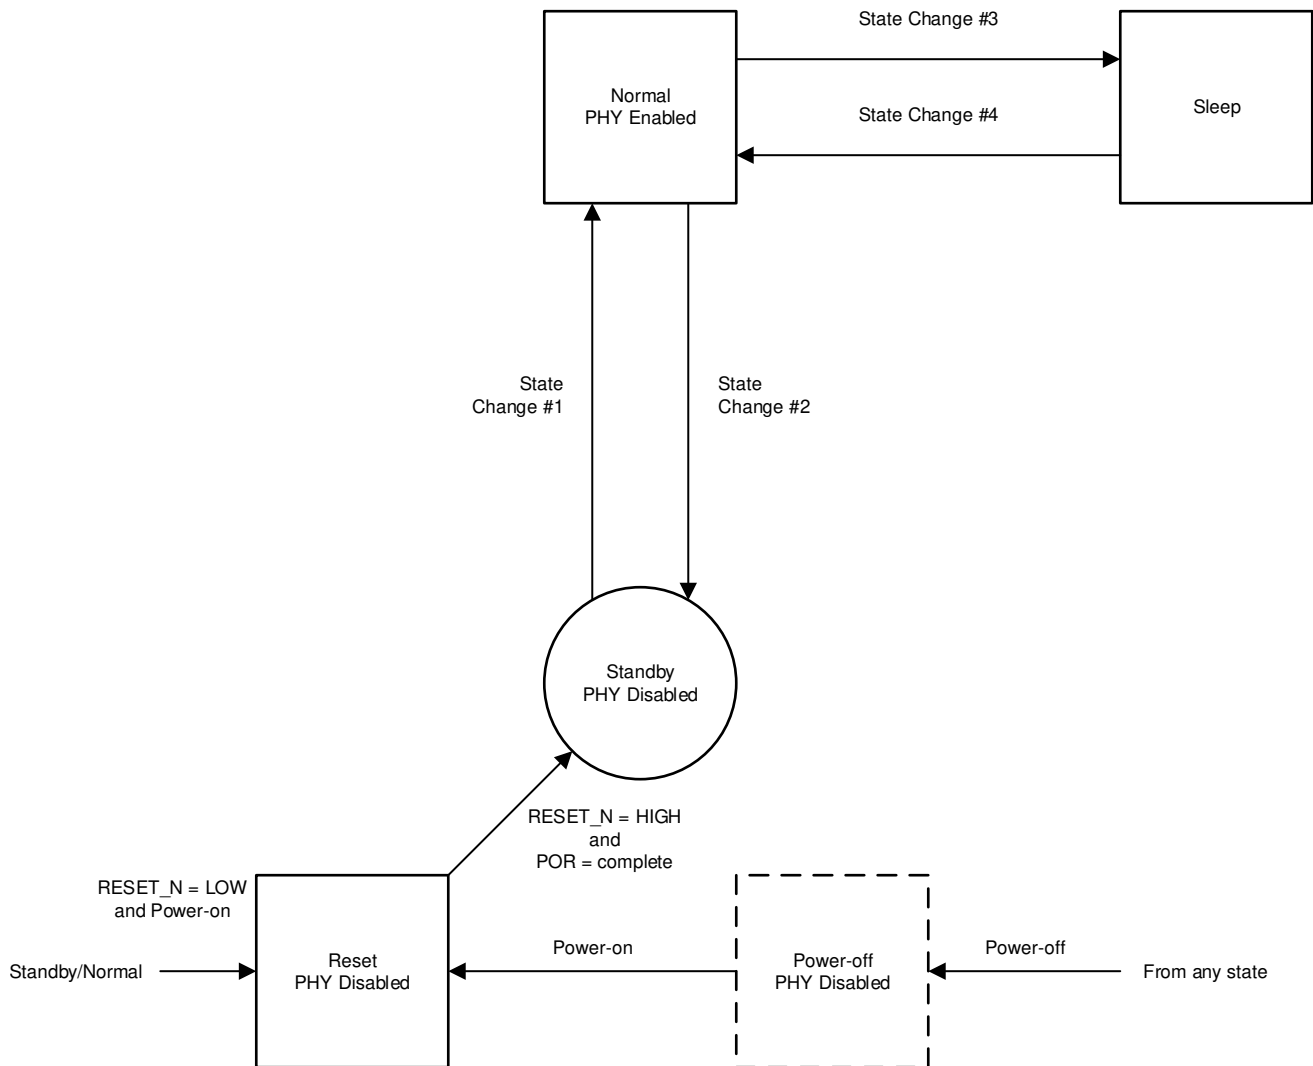 State Change #3
Normal
PHY Enabled
Sleep
State Change #4
State
Change #1
State
Change #2
Standby
PHY Disabled
RESET_N = HIGH
and
POR = complete
RESET_N = LOW
and Power-on
Standby/Normal
Reset
PHY Disabled
Power-on
Power-off
PHY Disabled
Power-off
From any state